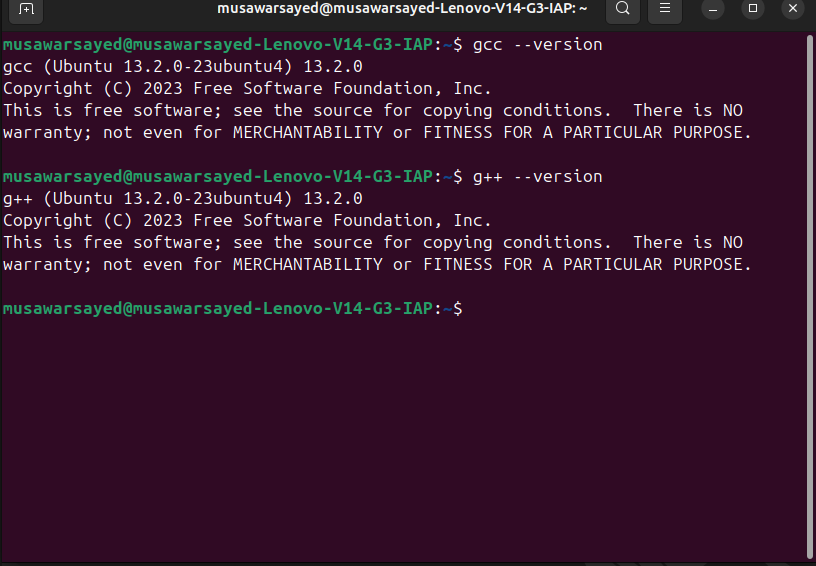 musawarsayed@musawarsayed-Lenovo-V14-G3-IAP: ~
musawarsayed@musawarsayed-Lenovo-V14-G3-IAP:~$ gcc --version
gcc (Ubuntu 13.2.0-23ubuntu4) 13.2.0
Copyright (C) 2023 Free Software Foundation, Inc.
This is free software; see the source for copying conditions.  There is NO
warranty; not even for MERCHANTABILITY or FITNESS FOR A PARTICULAR PURPOSE.
musawarsayed@musawarsayed-Lenovo-V14-G3-IAP:~$ g++ --version
g++ (Ubuntu 13.2.0-23ubuntu4) 13.2.0
Copyright (C) 2023 Free Software Foundation, Inc.
This is free software; see the source for copying conditions.  There is NO
warranty; not even for MERCHANTABILITY or FITNESS FOR A PARTICULAR PURPOSE.
musawarsayed@musawarsayed-Lenovo-V14-G3-IAP:~$